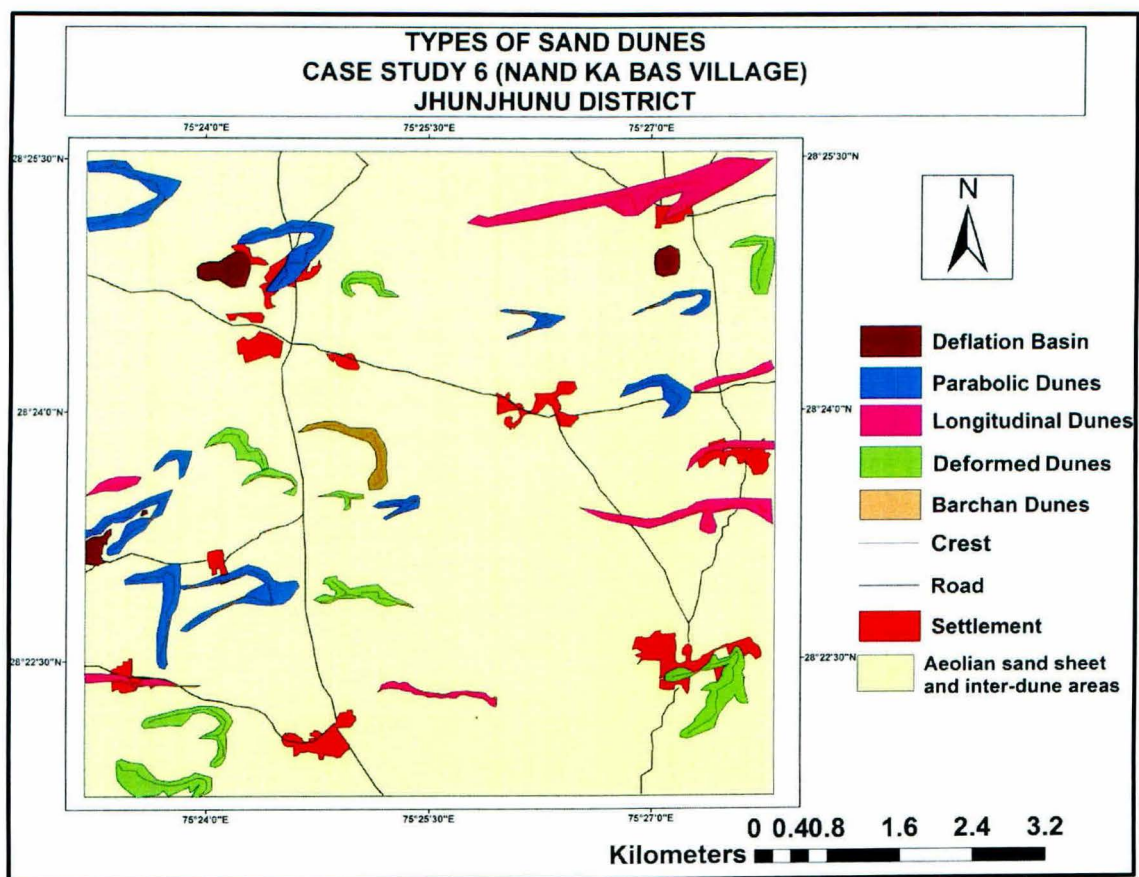 TYPES OF SAND DUNES
CASE STUDY 6 (NAND KA BAS VILLAGE)
JHUNJHUNU DISTRICT
75°24'0"E 75°25'30"E 75°27'0"E
28°25'30"N 28°25'30"N
N
Deflation Basin
Parabolic Dunes
Longitudinal Dunes
28°24'0"N 28°24'0"N
Deformed Dunes
Barchan Dunes
Crest
Road
Settlement
28°22'30"N 28°22'30"N
Aeolian sand sheet
and inter-dune areas
75°24'0"E 75°25'30"E 75°27'0"E
0 0.40.8 1.6 2.4 3.2
Kilometers